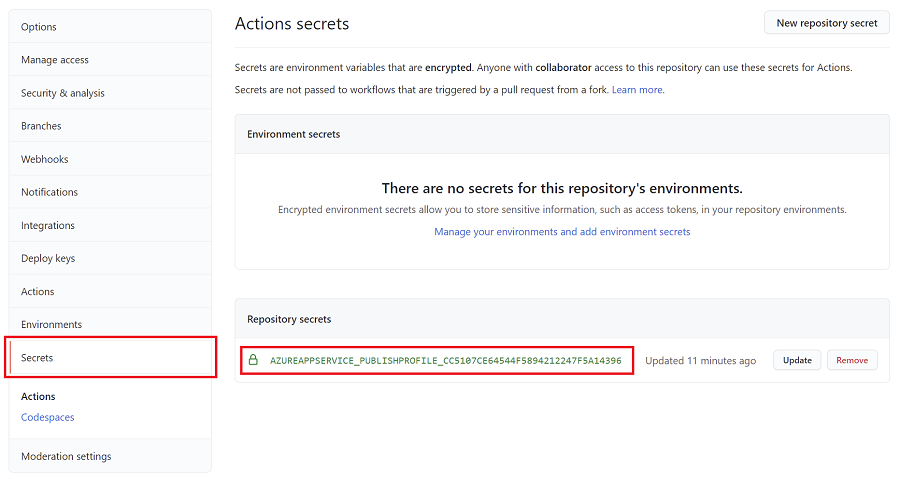 Options
Manage access
Security & analysis
Branches
Webhooks
Notifications
Integrations
Deploy keys
Actions
Environments
Secrets
Actions
Codespaces
Moderation settings
Actions secrets
New repository secret
Secrets are environment variables that are encrypted. Anyone with collaborator access to this repository can use these secrets for Actions.
Secrets are not passed to workflows that are triggered by a pull request from a fork. Learn more.
Environment secrets
There are no secrets for this repository's environments.
Encrypted environment secrets allow you to store sensitive information, such as access tokens, in your repository environments.
Manage your environments and add environment secrets
Repository secrets
AZUREAPPSERVICE_PUBLISHPROFILE_CC5107CE64544F5894212247F5A14396 Updated 11 minutes ago Update Remove